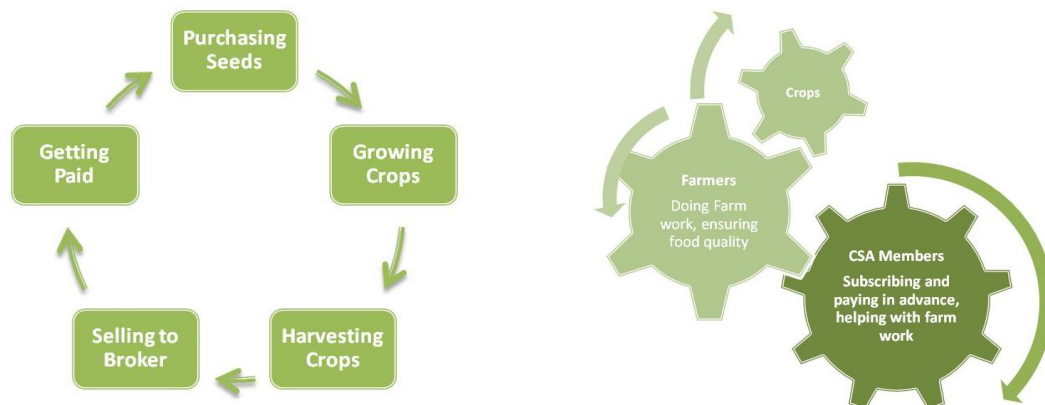 Purchasing
Seeds
Growing
Crops
Harvesting
Crops
Selling to
Broker
Getting
Paid
Crops
Farmers
Doing Farm
work, ensuring
food quality
CSA Members
Subscribing and
paying in advance,
helping with farm
work